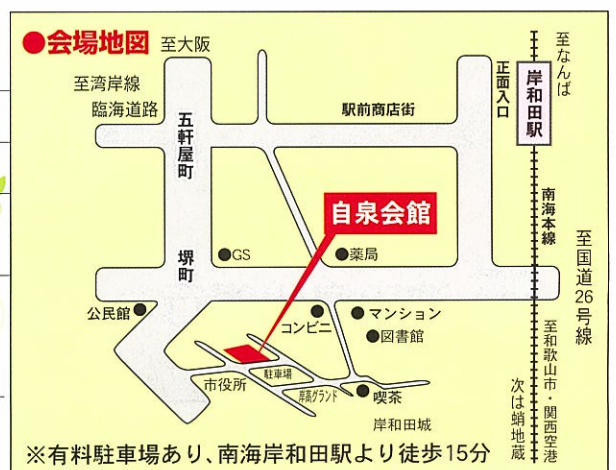 ●会場地図
至大阪
至なんば
至湾岸線
臨海道路
五軒屋町
駅前商店街
正面入口
岸和田駅
自泉会館
南海本線
堺町
GS
薬局
至国道26号線
公民館
コンビニ
マンション
図書館
市役所
駐車場
岸高グランド
喫茶
岸和田城
至和歌山市・関西空港
次は蛸地蔵
※有料駐車場あり、南海岸和田駅より徒歩15分